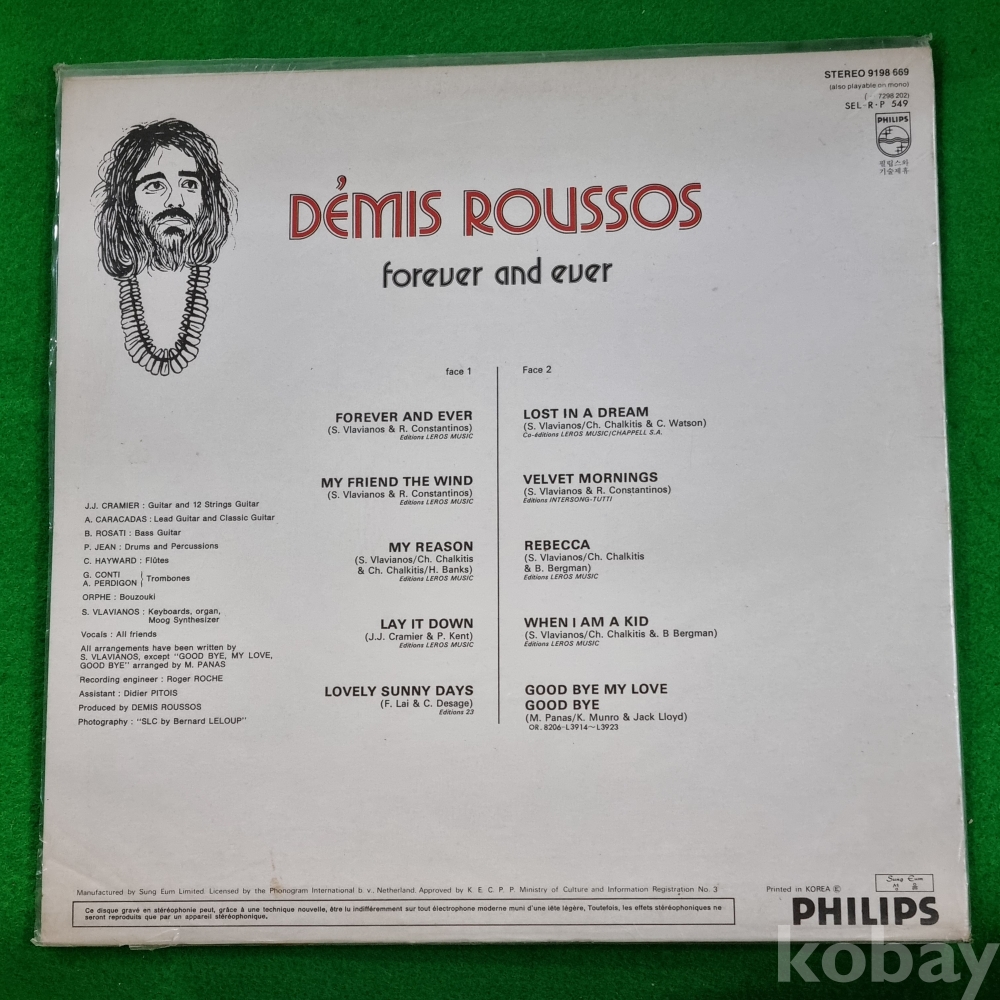 STEREO 9198 669
(also playable on mono)
( 7298 202)
SEL-R-P 549
PHILIPS
필립스와
기술제휴
DÉMIS ROUSSOS
forever and ever
face 1
FOREVER AND EVER
(S. Vlavianos & R. Constantinos)
Editions LEROS MUSIC
MY FRIEND THE WIND
(S. Vlavianos & R. Constantinos)
Editions LEROS MUSIC
MY REASON
(S. Vlavianos/Ch. Chalkitis
& Ch. Chalkitis/H. Banks)
Editions LEROS MUSIC
LAY IT DOWN
(J.J. Cramier & P. Kent)
Editions LEROS MUSIC
LOVELY SUNNY DAYS
(F. Lai & C. Desage)
Editions 23
Face 2
LOST IN A DREAM
(S. Vlavianos/Ch. Chalkitis & C. Watson)
Co-éditions LEROS MUSIC/CHAPPELL S.A.
VELVET MORNINGS
(S. Vlavianos & R. Constantinos)
Editions INTERSONG-TUTTI
REBECCA
(S. Vlavianos/Ch. Chalkitis
& B. Bergman)
Editions LEROS MUSIC
WHEN I AM A KID
(S. Vlavianos/Ch. Chalkitis &. B Bergman)
Editions LEROS MUSIC
GOOD BYE MY LOVE
GOOD BYE
(M. Panas/K. Munro & Jack Lloyd)
OR. 8206-L3914~L3923
J.J. CRAMIER : Guitar and 12 Strings Guitar
A. CARACADAS : Lead Guitar and Classic Guitar
B. ROSATI : Bass Guitar
P. JEAN : Drums and Percussions
C. HAYWARD : Flûtes
G. CONTI
A. PERDIGON
Trombones
ORPHE : Bouzouki
S. VLAVIANOS : Keyboards, organ,
Moog Synthesizer
Vocals : All friends
All arrangements have been written by
S. VLAVIANOS, except "GOOD BYE, MY LOVE,
GOOD BYE" arranged by M. PANAS
Recording engineer : Roger ROCHE
Assistant : Didier PITOIS
Produced by DEMIS ROUSSOS
Photography : "SLC by Bernard LELOUP"
Manufactured by Sung Eum Limited. Licensed by the Phonogram International b. v., Netherland. Approved by K. E. C. P. P. Ministry of Culture and Information Registration No. 3
Printed in KOREA Ⓔ
Sung Eum
성 음
Ce disque gravé en stéréophonie peut, grâce à une technique nouvelle, être lu indifféremment sur tout électrophone moderne muni d'une tête légère, Toutefois, les effets stéréophoniques ne
seront reproduits que par un appareil stéréophonique,
PHILIPS
kobay